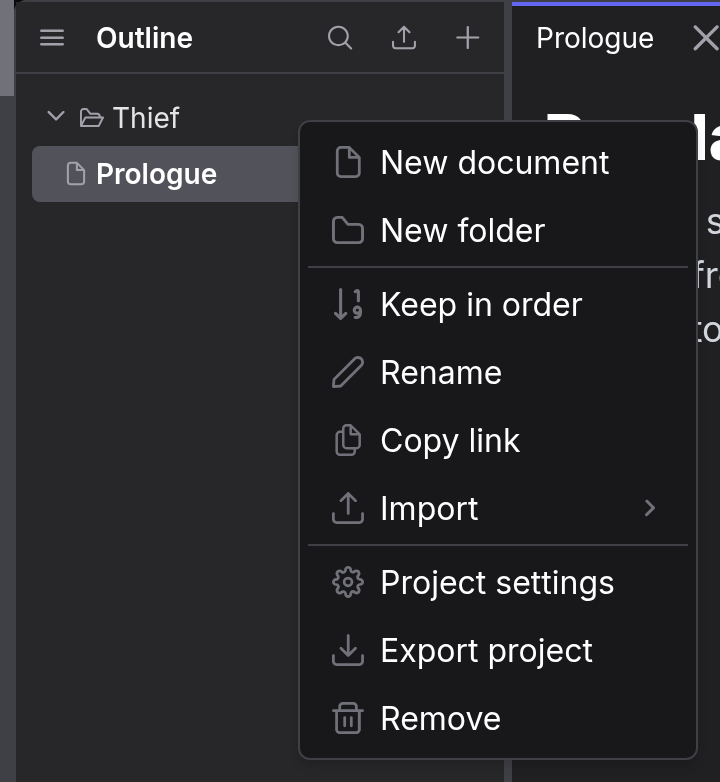 Outline
Prologue
Thief
Prologue
New document
New folder
Keep in order
Rename
Copy link
Import
Project settings
Export project
Remove